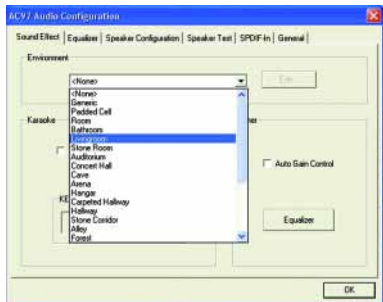 AC97 Audio Configuration
Sound Effect Equalizer Speaker Configuration Speaker Test SPDIF-In General
Environment
<None>
Edit
<None>
Generic
Padded Cell
Room
Bathroom
Livingroom
Stone Room
Auditorium
Concert Hall
Cave
Arena
Hangar
Carpeted Hallway
Hallway
Stone Corridor
Alley
Forest
Karaoke
KE
Auto Gain Control
Equalizer
OK